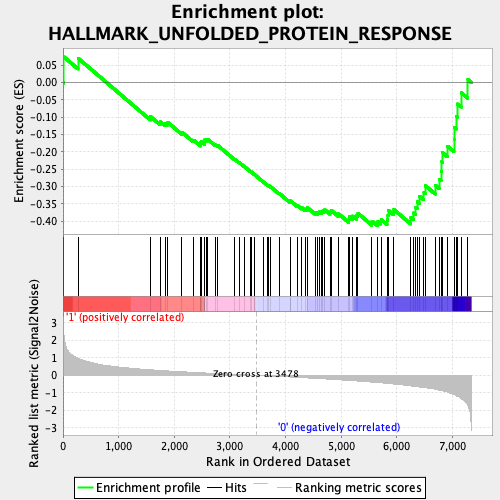 Enrichment plot:
HALLMARK_UNFOLDED_PROTEIN_RESPONSE
Enrichment score (ES)
0.05
0.00
-0.05
-0.10
-0.15
-0.20
-0.25
-0.30
-0.35
-0.40
'1' (positively correlated)
Ranked list metric (Signal2Noise)
3
2
1
0
-1
-2
-3
Zero cross at 3478
'0' (negatively correlated)
0
1,000
2,000
3,000
4,000
5,000
6,000
7,000
Rank in Ordered Dataset
Enrichment profile
Hits
Ranking metric scores